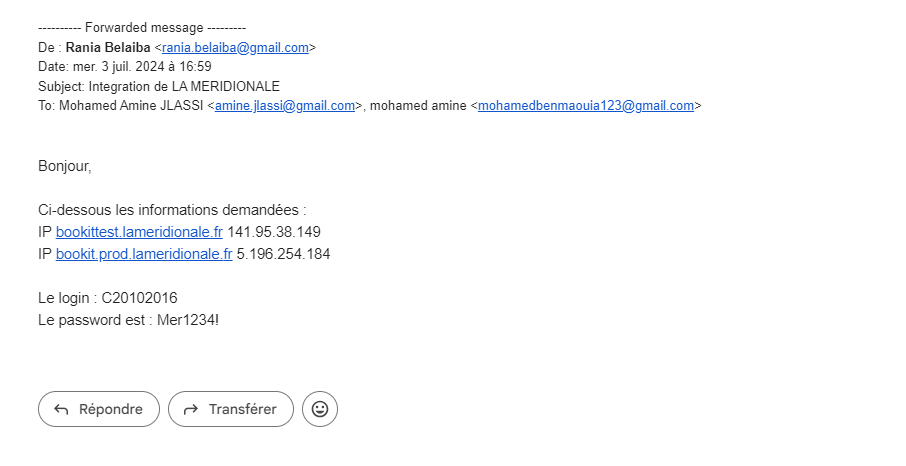 ---------- Forwarded message ---------
De : Rania Belaiba <rania.belaiba@gmail.com>
Date: mer. 3 juil. 2024 à 16:59
Subject: Integration de LA MERIDIONALE
To: Mohamed Amine JLASSI <amine.jlassi@gmail.com>, mohamed amine <mohamedbenmaouia123@gmail.com>
Bonjour,
Ci-dessous les informations demandées :
IP bookittest.lameridionale.fr 141.95.38.149
IP bookit.prod.lameridionale.fr 5.196.254.184
Le login : C20102016
Le password est : Mer1234!
Répondre Transférer